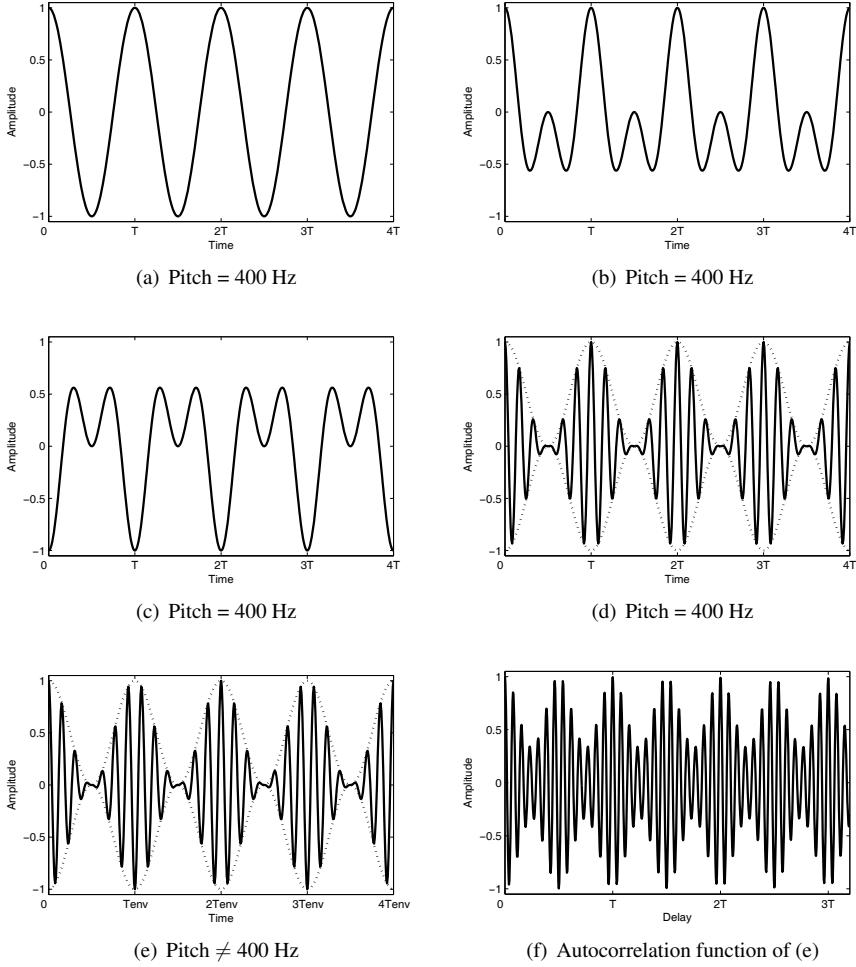 1
0.5
0
−0.5
−1
Amplitude
0 T 2T 3T 4T
Time
(a) Pitch = 400 Hz
1
0.5
0
−0.5
−1
Amplitude
0 T 2T 3T 4T
Time
(b) Pitch = 400 Hz
1
0.5
0
−0.5
−1
Amplitude
0 T 2T 3T 4T
Time
(c) Pitch = 400 Hz
1
0.5
0
−0.5
−1
Amplitude
0 T 2T 3T 4T
Time
(d) Pitch = 400 Hz
1
0.5
0
−0.5
−1
Amplitude
0 Tenv 2Tenv 3Tenv 4Tenv
Time
(e) Pitch ≠ 400 Hz
1
0.5
0
−0.5
−1
Amplitude
0 T 2T 3T
Delay
(f) Autocorrelation function of (e)